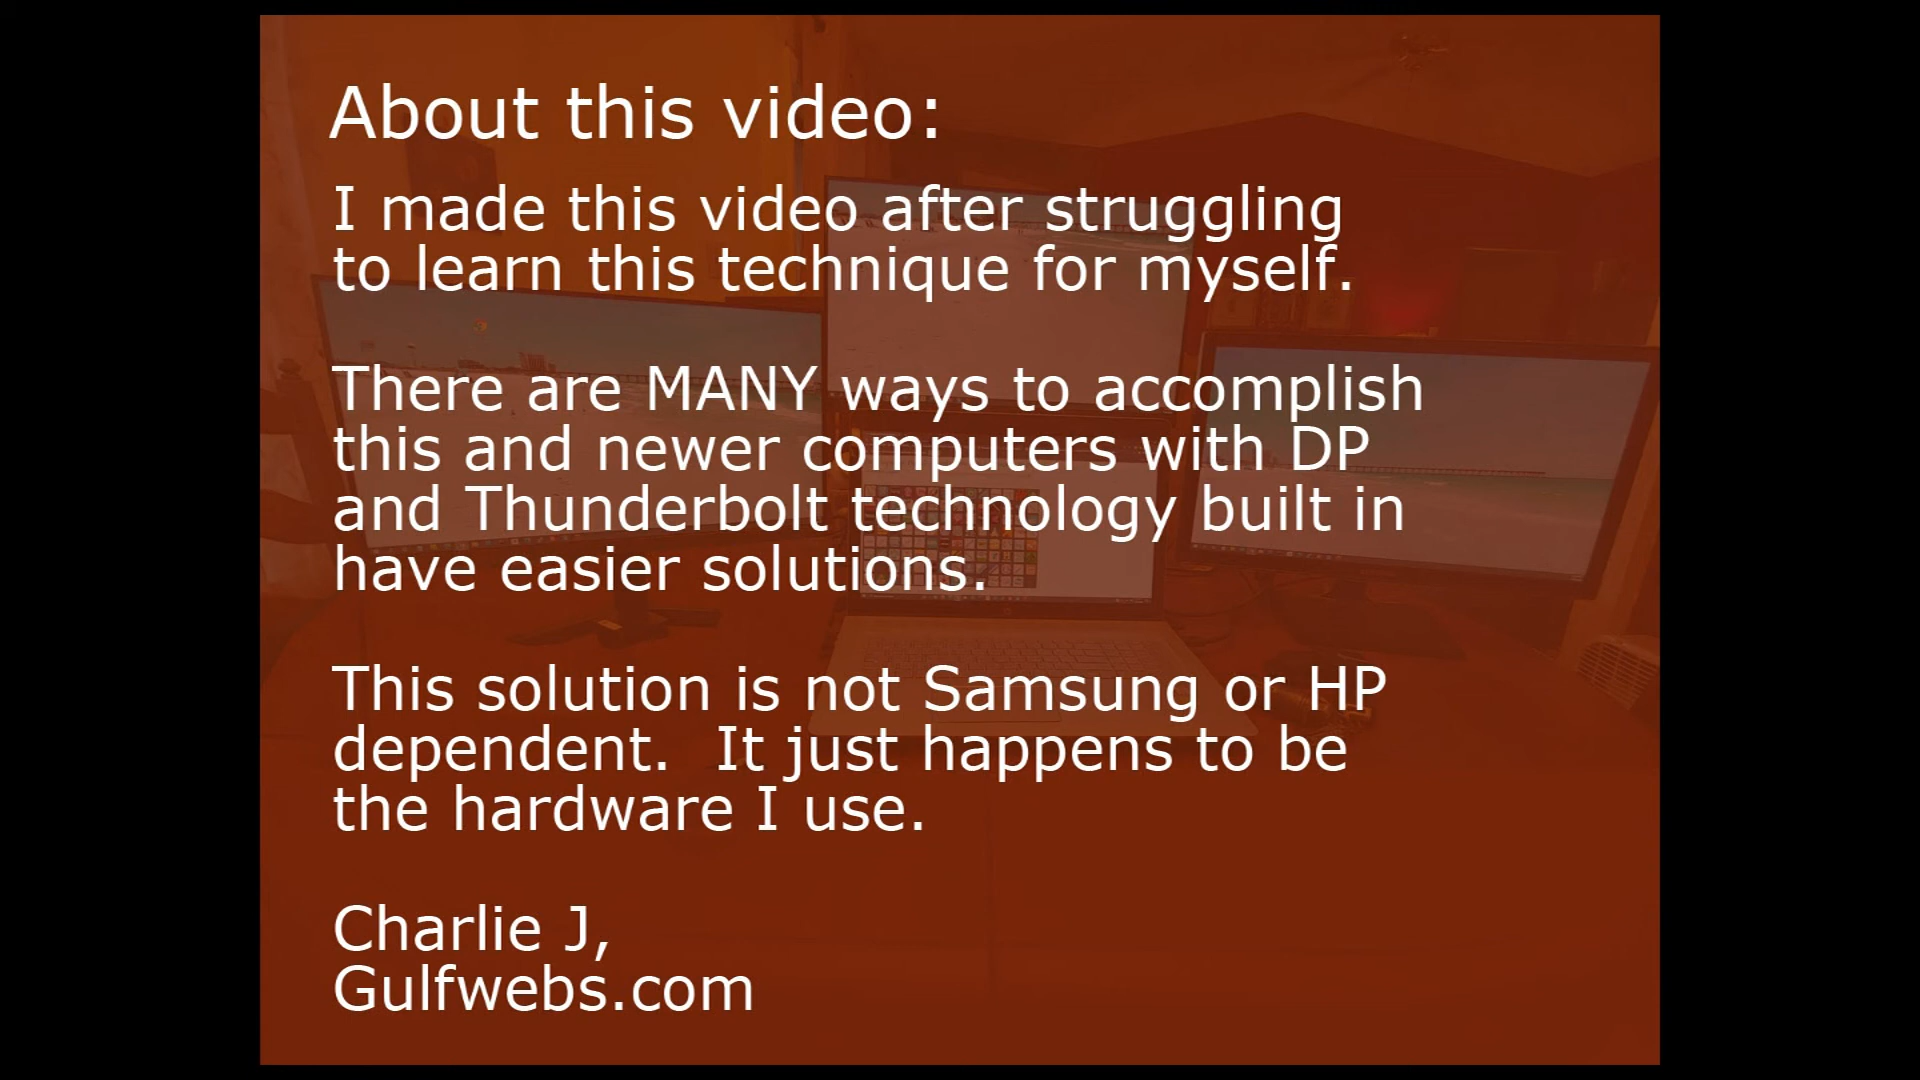 About this video:
I made this video after struggling
to learn this technique for myself.
There are MANY ways to accomplish
this and newer computers with DP
and Thunderbolt technology built in
have easier solutions.
This solution is not Samsung or HP
dependent.  It just happens to be
the hardware I use.
Charlie J,
Gulfwebs.com